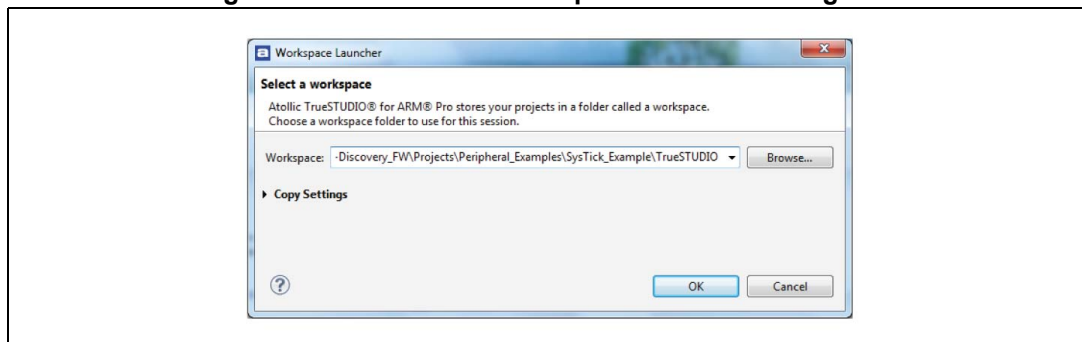 Workspace Launcher
Select a workspace
Atollic TrueSTUDIO® for ARM® Pro stores your projects in a folder called a workspace.
Choose a workspace folder to use for this session.
Workspace: -Discovery_FW\Projects\Peripheral_Examples\SysTick_Example\TrueSTUDIO Browse...
Copy Settings
? OK Cancel